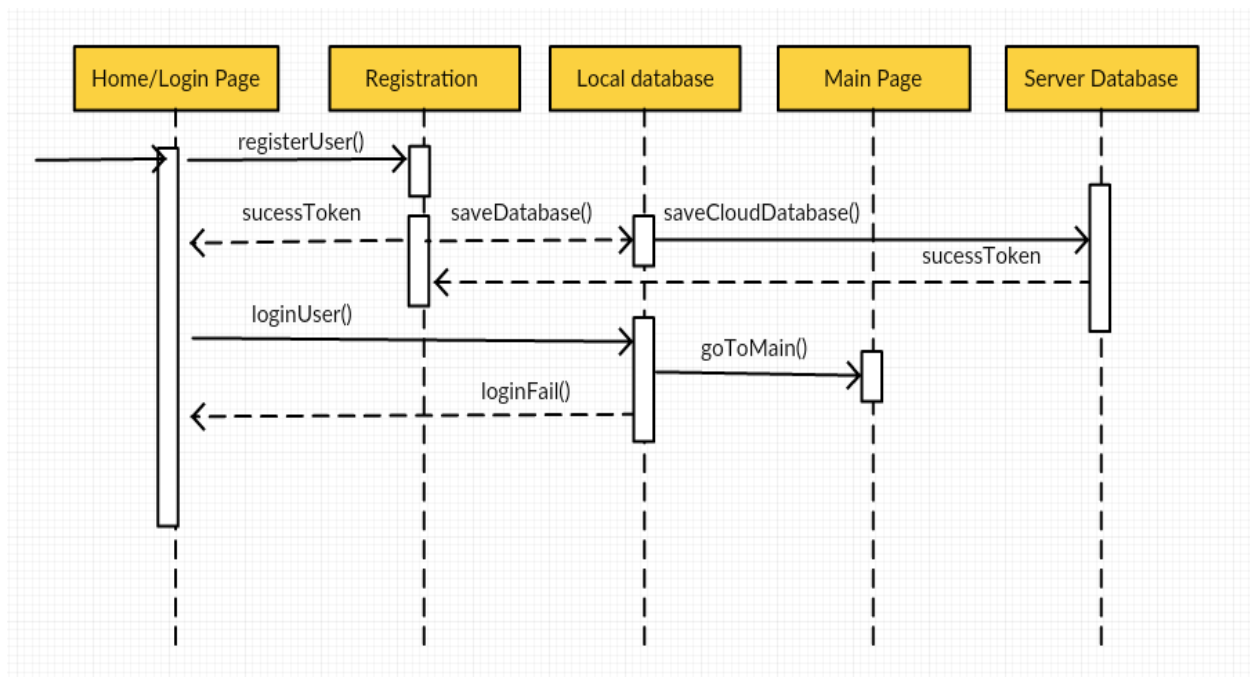 Home/Login Page
Registration
Local database
Main Page
Server Database
registerUser()
sucessToken
saveDatabase()
saveCloudDatabase()
sucessToken
loginUser()
goToMain()
loginFail()